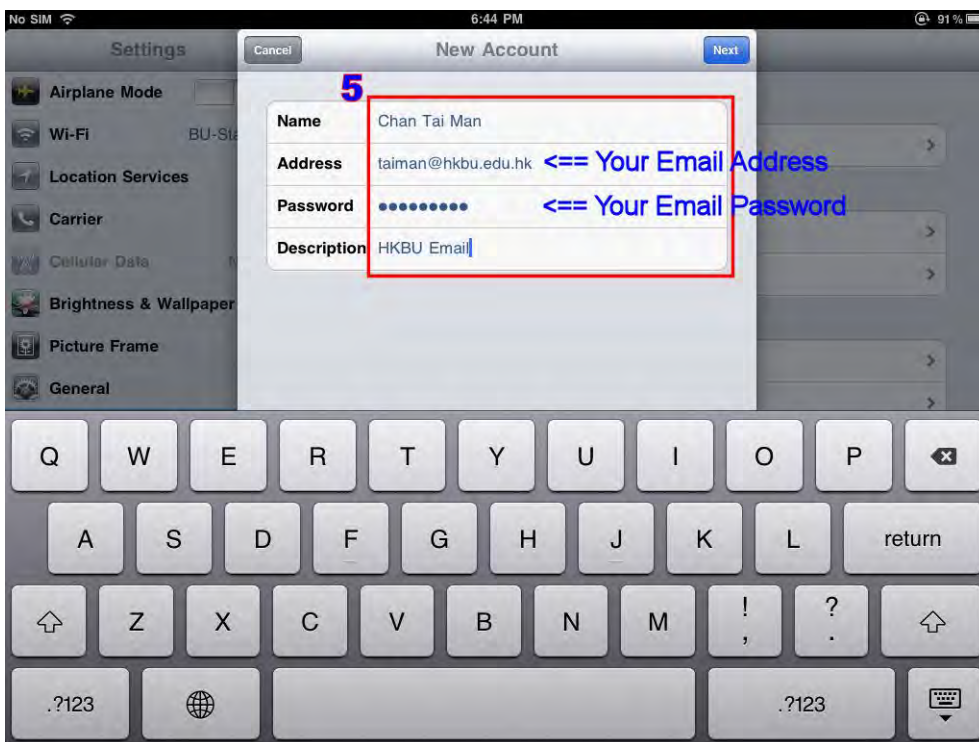 No SIM 6:44 PM 91%
Settings Cancel New Account Next
5
Airplane Mode
Name Chan Tai Man
Wi-Fi BU-Sta
Address taiman@hkbu.edu.hk <== Your Email Address
Location Services
Password ●●●●●●●●● <== Your Email Password
Carrier
Description HKBU Email
Cellular Data N
Brightness & Wallpaper
Picture Frame
General
Q W E R T Y U I O P
A S D F G H J K L return
Z X C V B N M ! , ? .
.?123 .?123